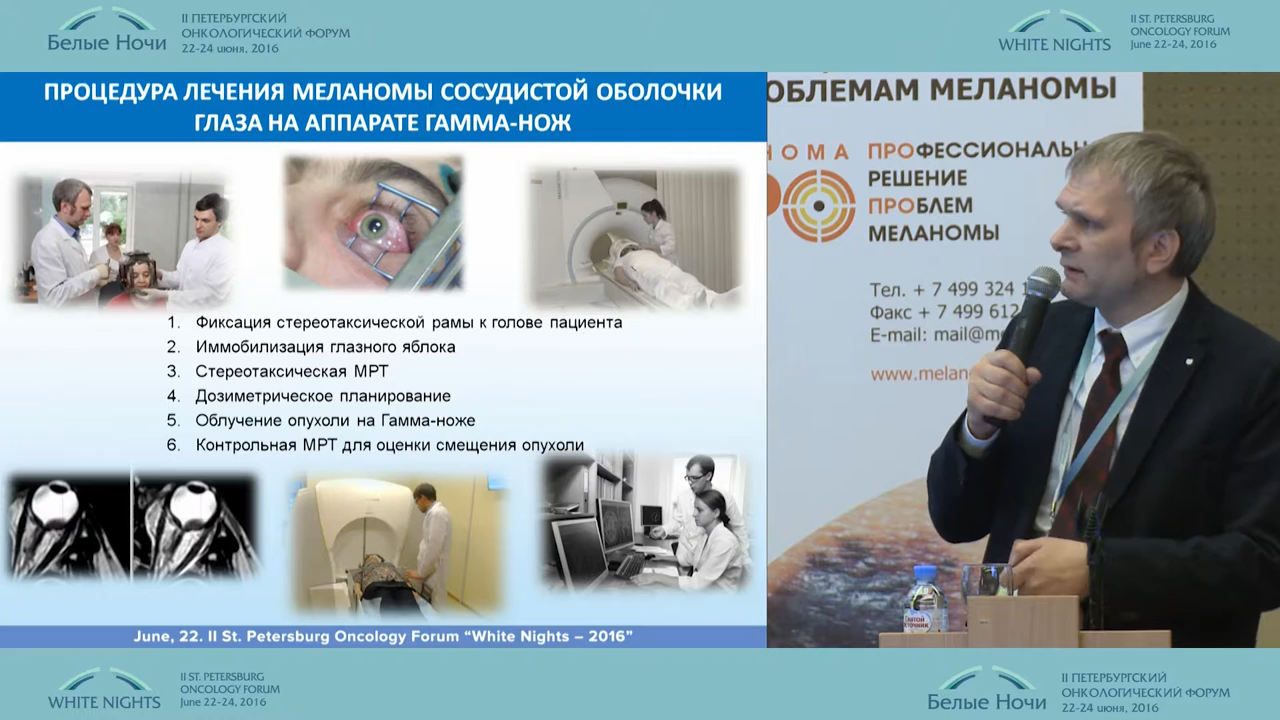 Белые Ночи
II ПЕТЕРБУРГСКИЙ
ОНКОЛОГИЧЕСКИЙ ФОРУМ
22-24 июня, 2016
WHITE NIGHTS
II ST. PETERSBURG
ONCOLOGY FORUM
June 22-24, 2016
ПРОЦЕДУРА ЛЕЧЕНИЯ МЕЛАНОМЫ СОСУДИСТОЙ ОБОЛОЧКИ
ГЛАЗА НА АППАРАТЕ ГАММА-НОЖ
1. Фиксация стереотаксической рамы к голове пациента
2. Иммобилизация глазного яблока
3. Стереотаксическая МРТ
4. Дозиметрическое планирование
5. Облучение опухоли на Гамма-ноже
6. Контрольная МРТ для оценки смещения опухоли
June, 22. II St. Petersburg Oncology Forum “White Nights – 2016”
ОБЛЕМАМ МЕЛАНОМЫ
НОМА
ПРОФЕССИОНАЛЬН
РЕШЕНИЕ
ПРОБЛЕМ
МЕЛАНОМЫ
Тел. + 7 499 324 1
Факс + 7 499 612
E-mail: mail@me
www.melan
WHITE NIGHTS
II ST. PETERSBURG
ONCOLOGY FORUM
June 22-24, 2016
Белые Ночи
II ПЕТЕРБУРГСКИЙ
ОНКОЛОГИЧЕСКИЙ ФОРУМ
22-24 июня, 2016